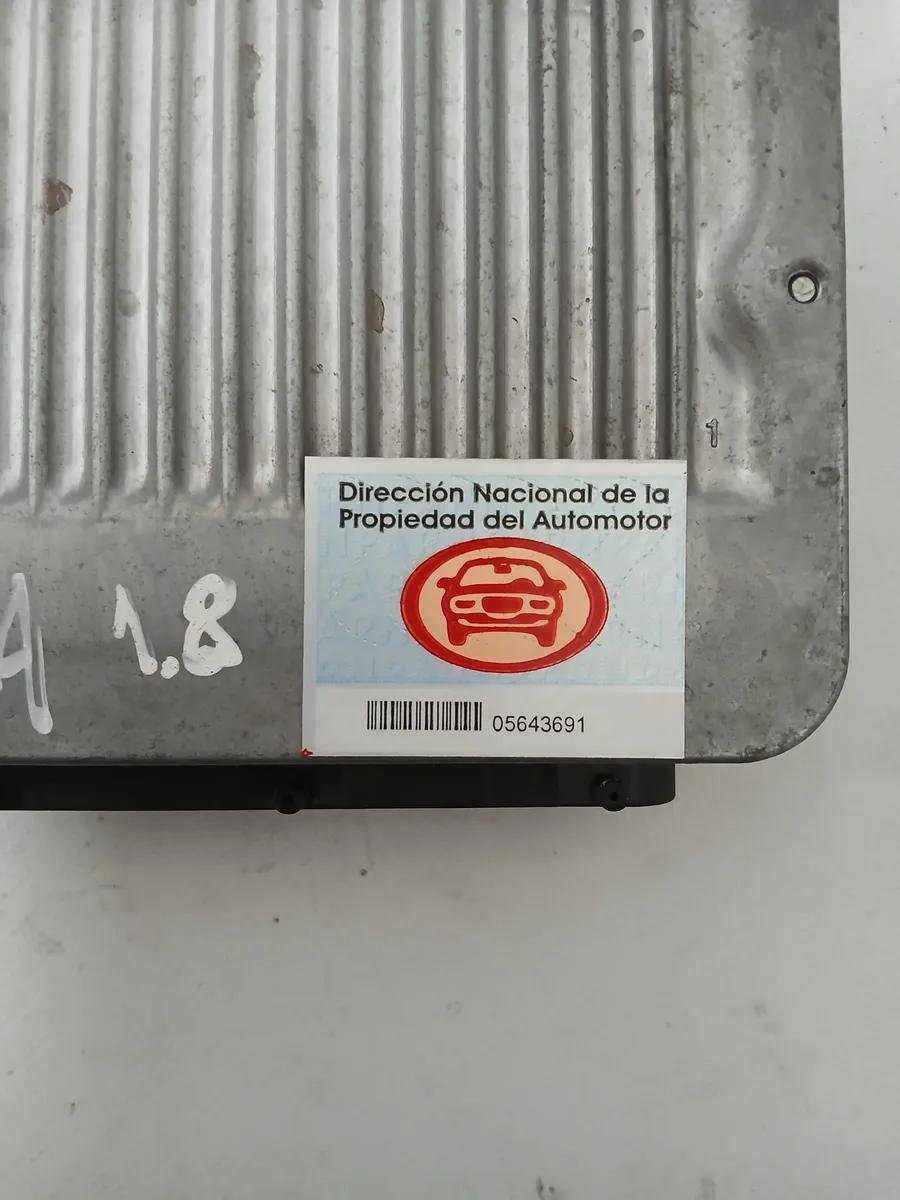 Dirección Nacional de la
Propiedad del Automotor
A 1.8
05643691
1